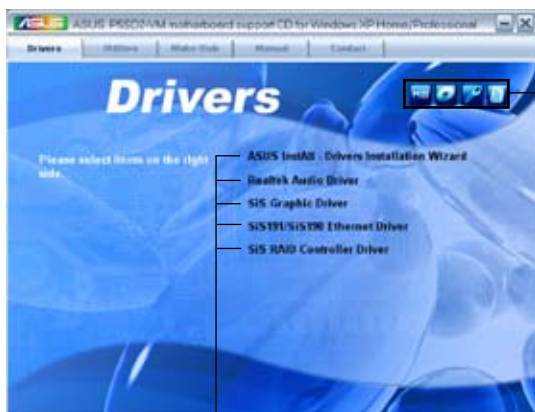 ASUS ASUS P5SD2-VM motherboard support CD for Windows XP Home/Professional
Drivers Utilities Make Disk Manual Contact
Drivers
Please select items on the right side.
ASUS InstAll - Drivers Installation Wizard
Realtek Audio Driver
SiS Graphic Driver
SiS191/SiS190 Ethernet Driver
SiS RAID Controller Driver